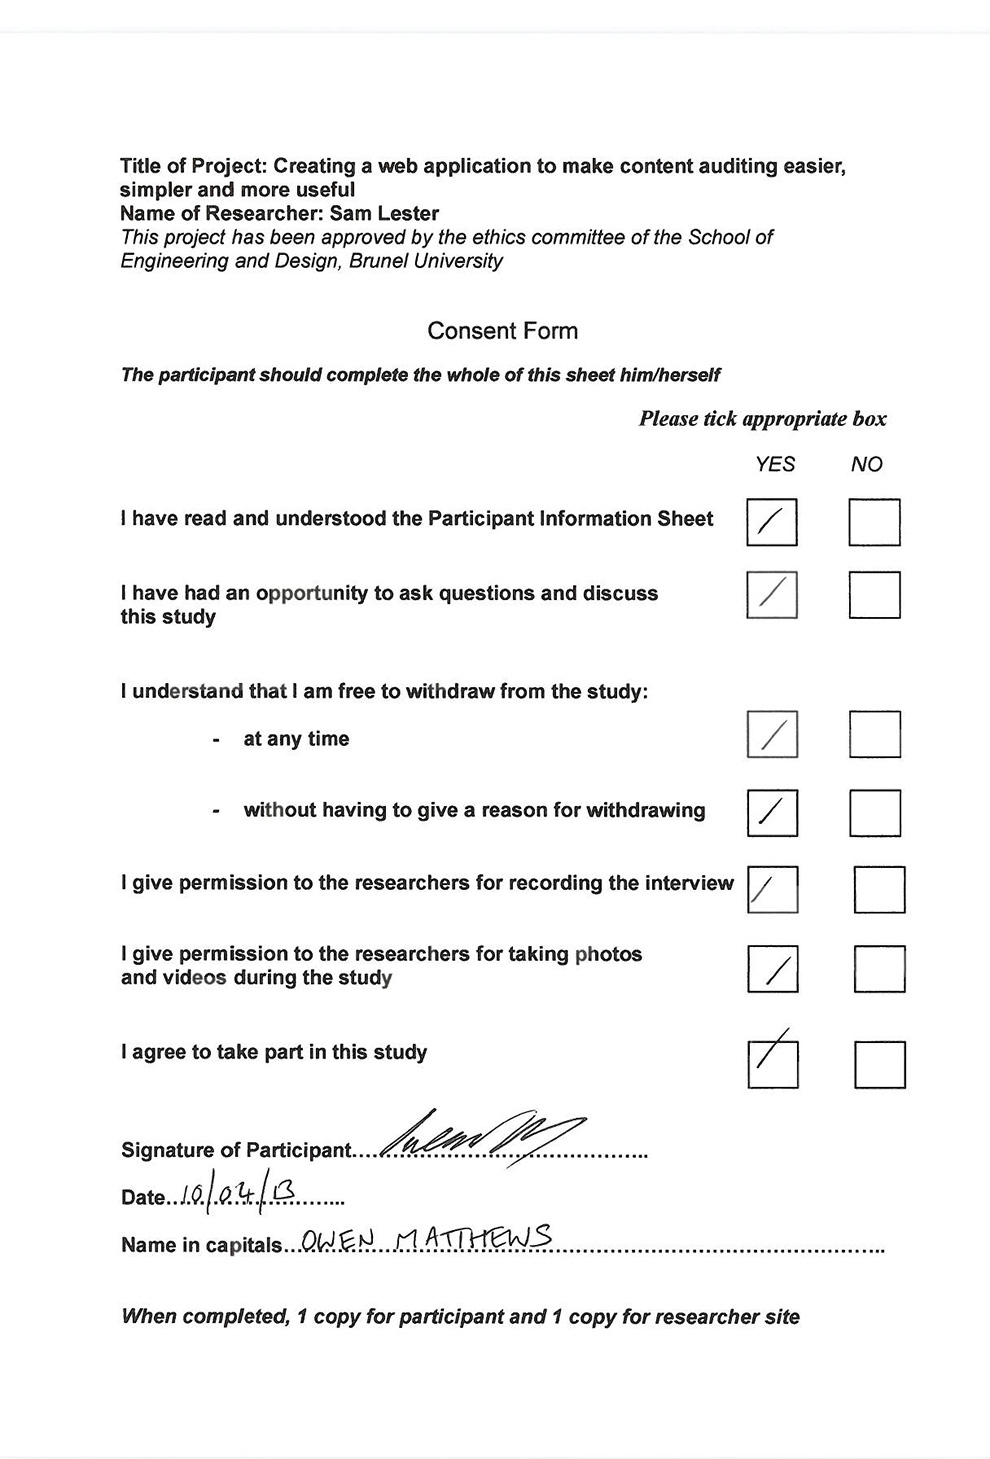 Title of Project: Creating a web application to make content auditing easier,
simpler and more useful
Name of Researcher: Sam Lester
This project has been approved by the ethics committee of the School of
Engineering and Design, Brunel University
Consent Form
The participant should complete the whole of this sheet him/herself
Please tick appropriate box
YES NO
I have read and understood the Participant Information Sheet
I have had an opportunity to ask questions and discuss
this study
I understand that I am free to withdraw from the study:
- at any time
- without having to give a reason for withdrawing
I give permission to the researchers for recording the interview
I give permission to the researchers for taking photos
and videos during the study
I agree to take part in this study
Signature of Participant
Date 10/04/13
Name in capitals OWEN MATTHEWS
When completed, 1 copy for participant and 1 copy for researcher site